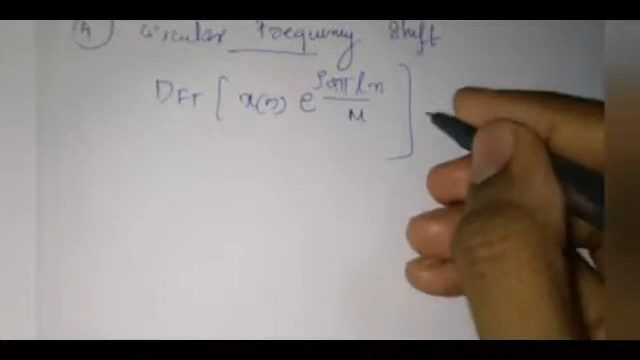 4) Circular Frequency Shift
DFT [ x(n) e^{j2πln/N} ]